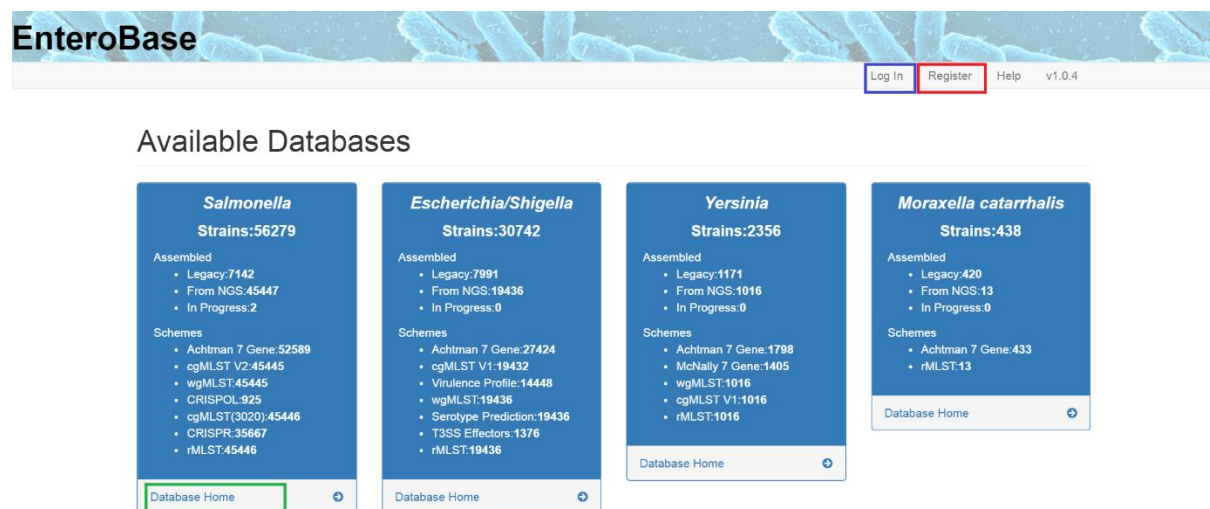 EnteroBase
Log In Register Help v1.0.4
Available Databases
Salmonella
Strains:56279
Assembled
• Legacy:7142
• From NGS:45447
• In Progress:2
Schemes
• Achtman 7 Gene:52589
• cgMLST V2:45445
• wgMLST:45445
• CRISPOL:925
• cgMLST(3020):45446
• CRISPR:35667
• rMLST:45446
Database Home
Escherichia/Shigella
Strains:30742
Assembled
• Legacy:7991
• From NGS:19436
• In Progress:0
Schemes
• Achtman 7 Gene:27424
• cgMLST V1:19432
• Virulence Profile:14448
• wgMLST:19436
• Serotype Prediction:19436
• T3SS Effectors:1376
• rMLST:19436
Database Home
Yersinia
Strains:2356
Assembled
• Legacy:1171
• From NGS:1016
• In Progress:0
Schemes
• Achtman 7 Gene:1798
• McNally 7 Gene:1405
• wgMLST:1016
• cgMLST V1:1016
• rMLST:1016
Database Home
Moraxella catarrhalis
Strains:438
Assembled
• Legacy:420
• From NGS:13
• In Progress:0
Schemes
• Achtman 7 Gene:433
• rMLST:13
Database Home